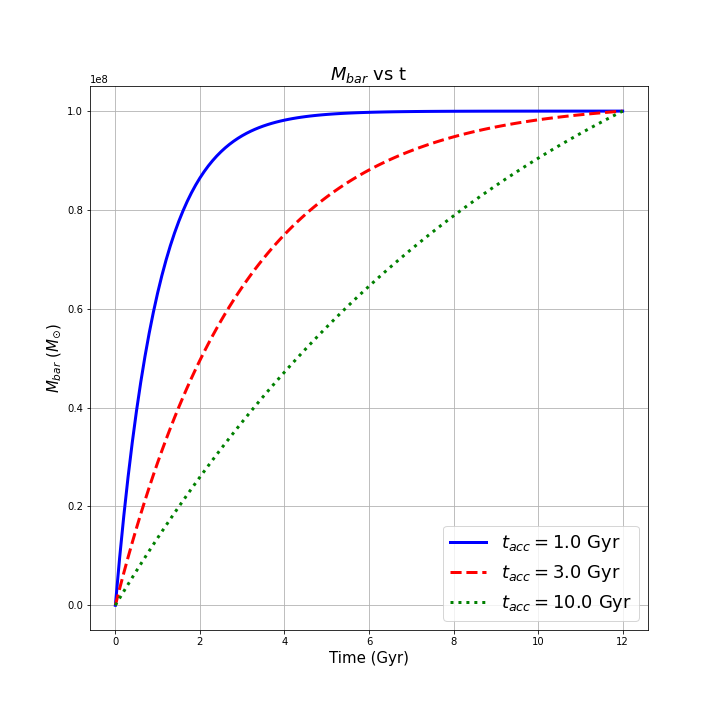 M_bar vs t
1e8
1.0
0.8
0.6
0.4
0.2
0.0
M_bar (M_⊙)
t_acc = 1.0 Gyr
t_acc = 3.0 Gyr
t_acc = 10.0 Gyr
0 2 4 6 8 10 12
Time (Gyr)